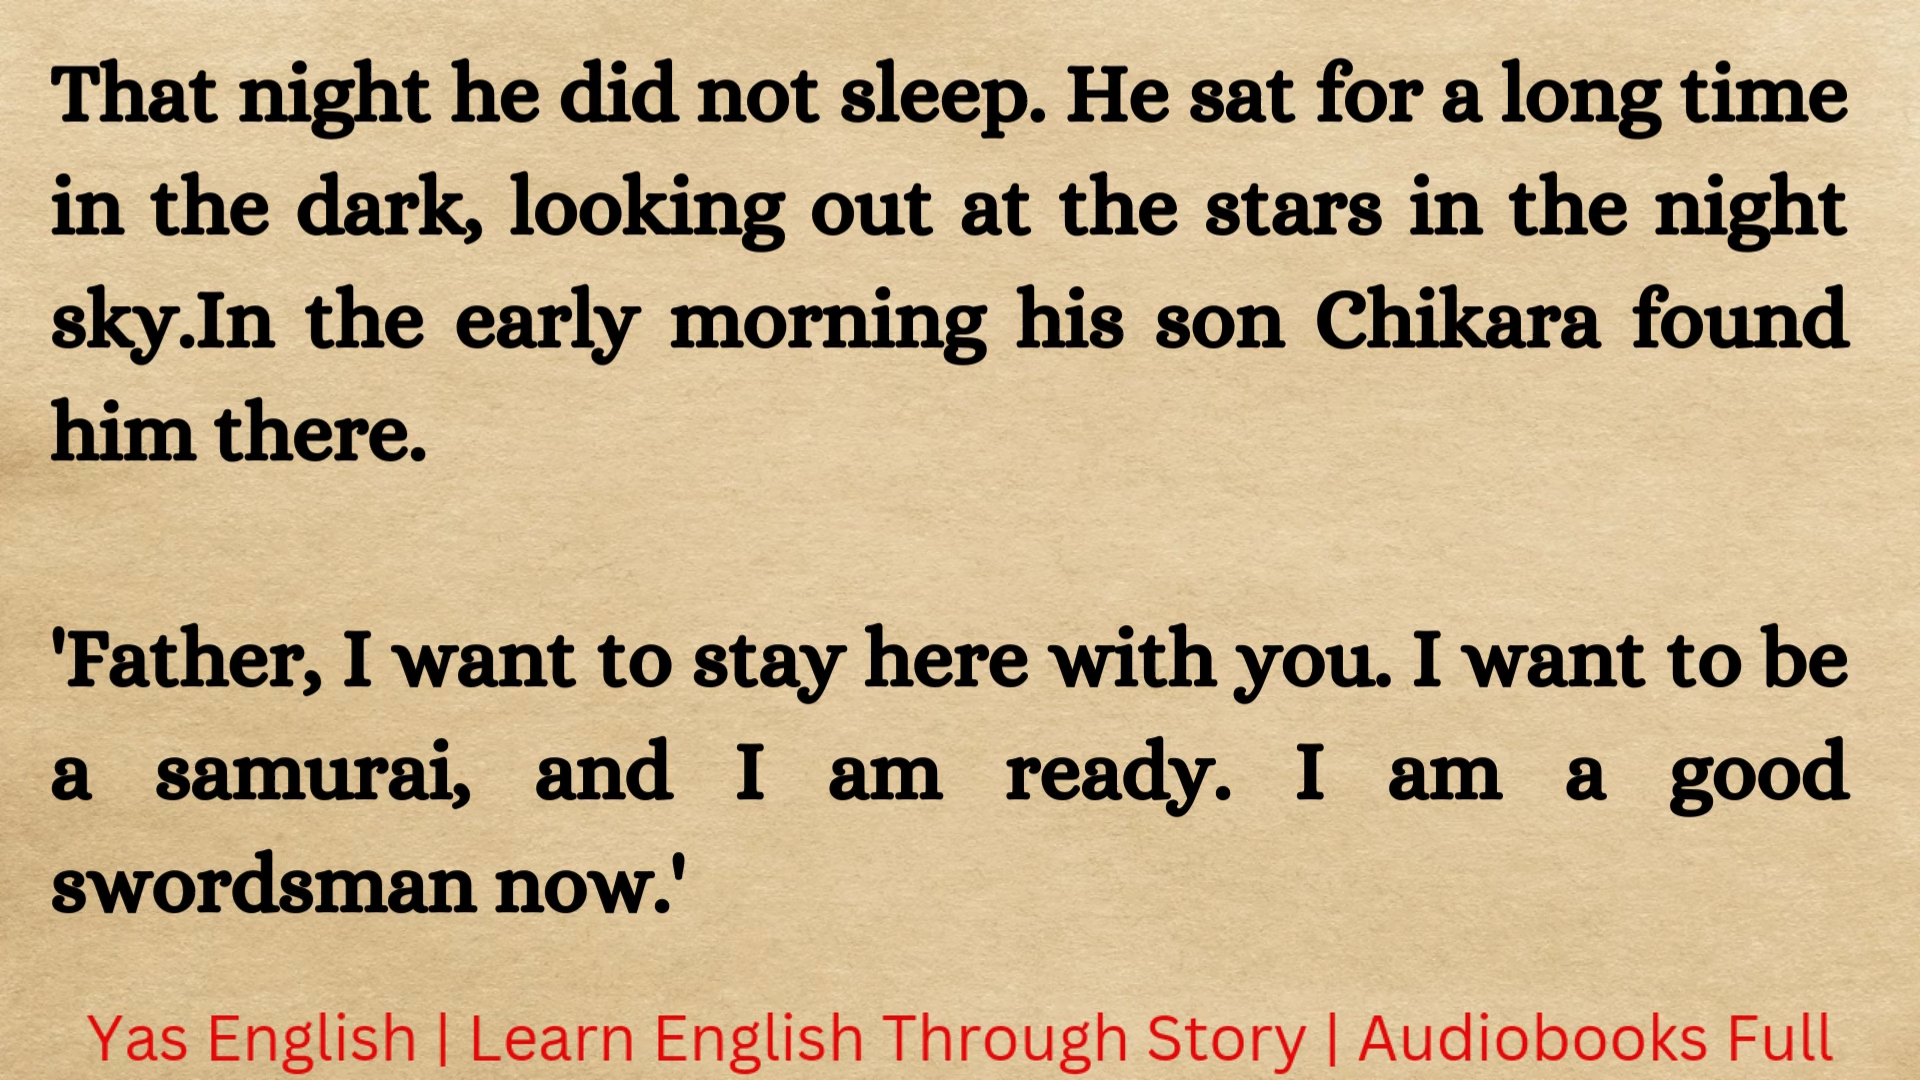 That night he did not sleep. He sat for a long time
in the dark, looking out at the stars in the night
sky.In the early morning his son Chikara found
him there.
'Father, I want to stay here with you. I want to be
a samurai, and I am ready. I am a good
swordsman now.'
Yas English | Learn English Through Story | Audiobooks Full